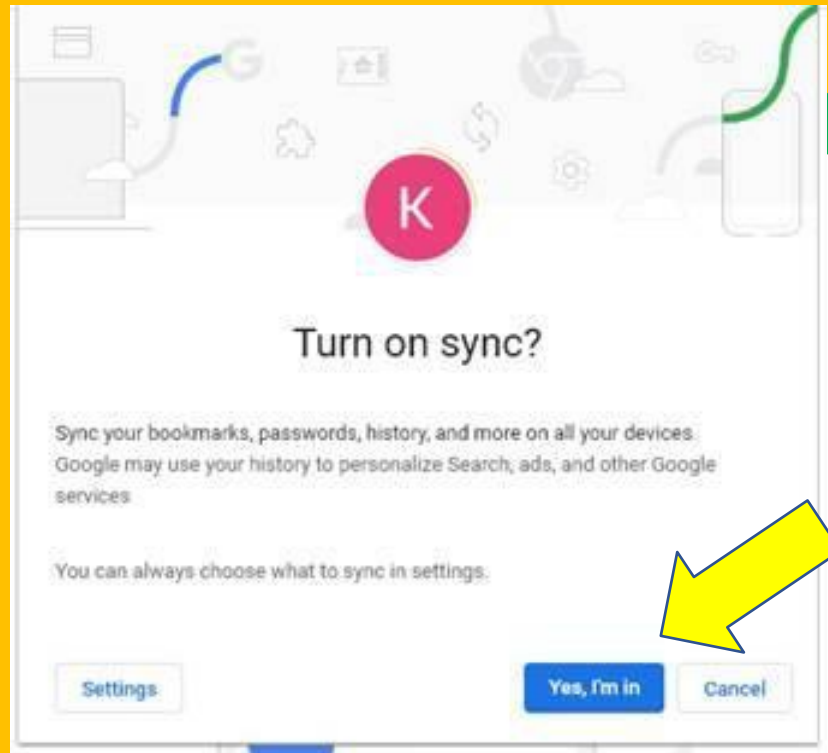 G
K
Turn on sync?
Sync your bookmarks, passwords, history, and more on all your devices
Google may use your history to personalize Search, ads, and other Google
services
You can always choose what to sync in settings.
Settings
Yes, I'm in
Cancel